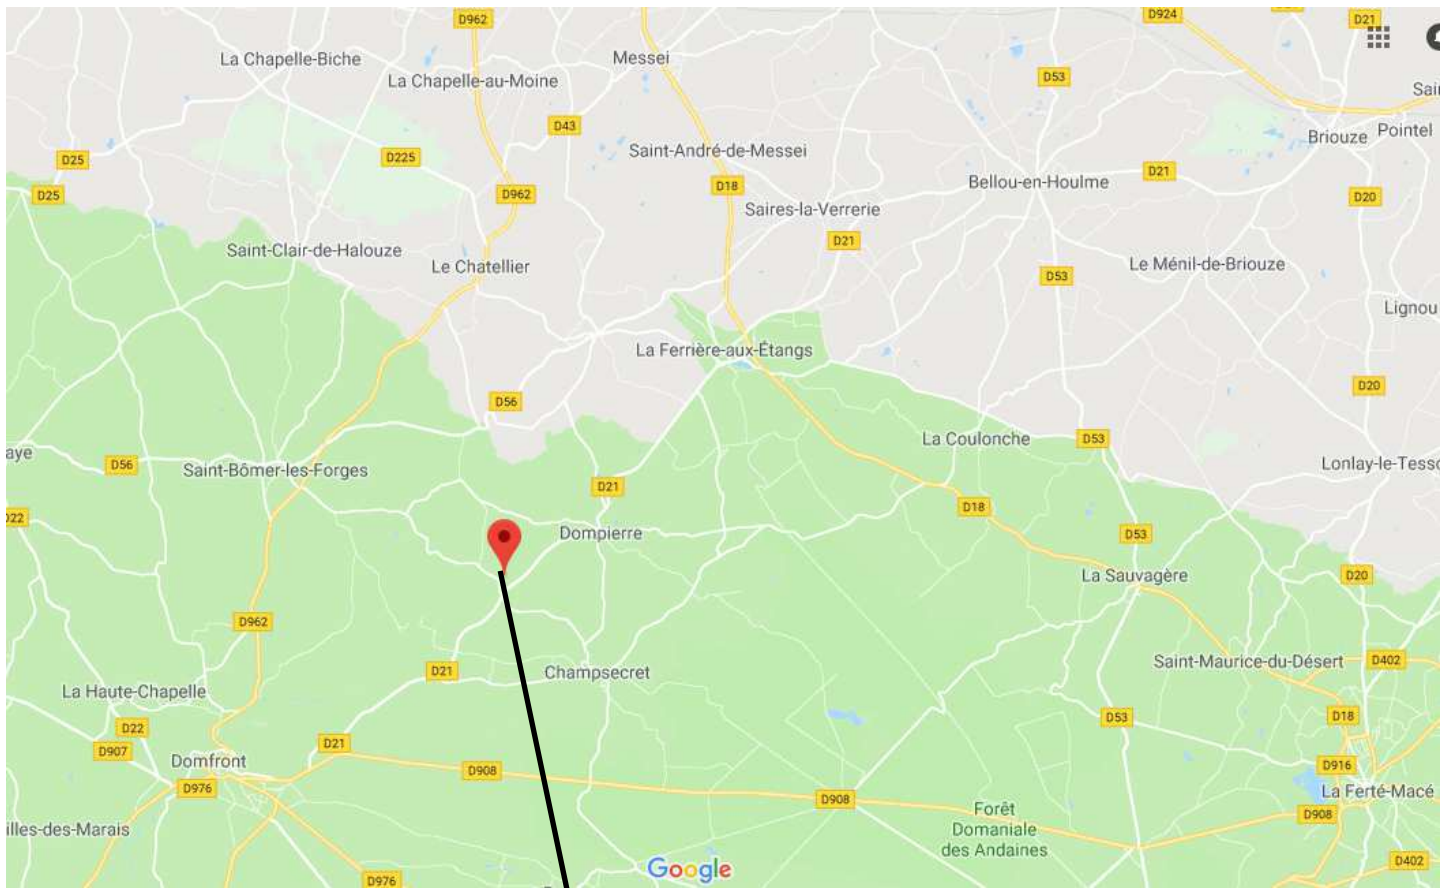 D962
D924
D21
La Chapelle-Biche
Messei
La Chapelle-au-Moine
D53
Sai
D43
Briouze
Pointel
D25
D225
Saint-André-de-Messei
D21
Bellou-en-Houlme
D25
D962
D18
D20
Saires-la-Verrerie
D21
Saint-Clair-de-Halouze
Le Chatellier
D53
Le Ménil-de-Briouze
Lignou
La Ferrière-aux-Étangs
D20
D56
La Coulonche
D53
aye
D56
Saint-Bômer-les-Forges
Lonlay-le-Tesso
D21
D18
D22
Dompierre
D53
La Sauvagère
D20
D962
D21
Champsecret
Saint-Maurice-du-Désert
D402
La Haute-Chapelle
D22
D53
D18
D907
D21
Domfront
D908
D916
D976
D908
La Ferté-Macé
D908
illes-des-Marais
Forêt
Domaniale
des Andaines
D402
Google
D976